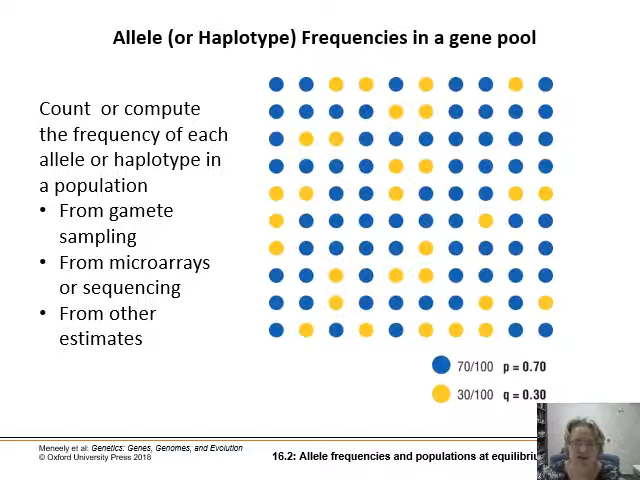 Allele (or Haplotype) Frequencies in a gene pool
Count or compute
the frequency of each
allele or haplotype in
a population
• From gamete
sampling
• From microarrays
or sequencing
• From other
estimates
70/100 p = 0.70
30/100 q = 0.30
Meneely et al: Genetics: Genes, Genomes, and Evolution
© Oxford University Press 2018
16.2: Allele frequencies and populations at